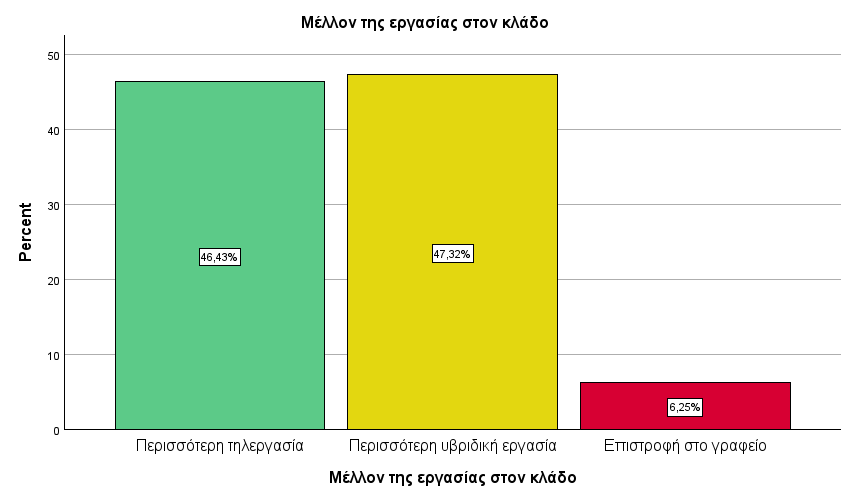 Μέλλον της εργασίας στον κλάδο
50
40
30
20
10
0
Percent
46,43%
47,32%
6,25%
Περισσότερη τηλεργασία
Περισσότερη υβριδική εργασία
Επιστροφή στο γραφείο
Μέλλον της εργασίας στον κλάδο